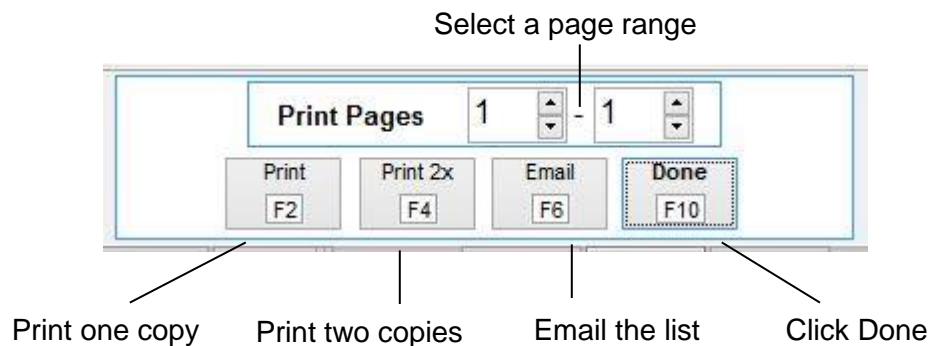 Select a page range
Print Pages 1 - 1
Print Print 2x Email Done
F2 F4 F6 F10
Print one copy Print two copies Email the list Click Done